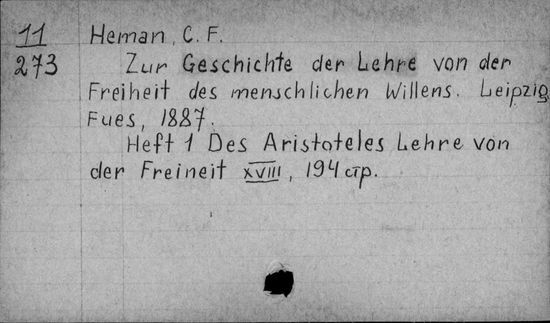 11
273
Heman, C. F.
Zur Geschichte der Lehre von der
Freiheit des menschlichen Willens. Leipzig
Fues, 1887.
Heft 1 Des Aristoteles Lehre von
der Freineit XVIII, 194 стр.